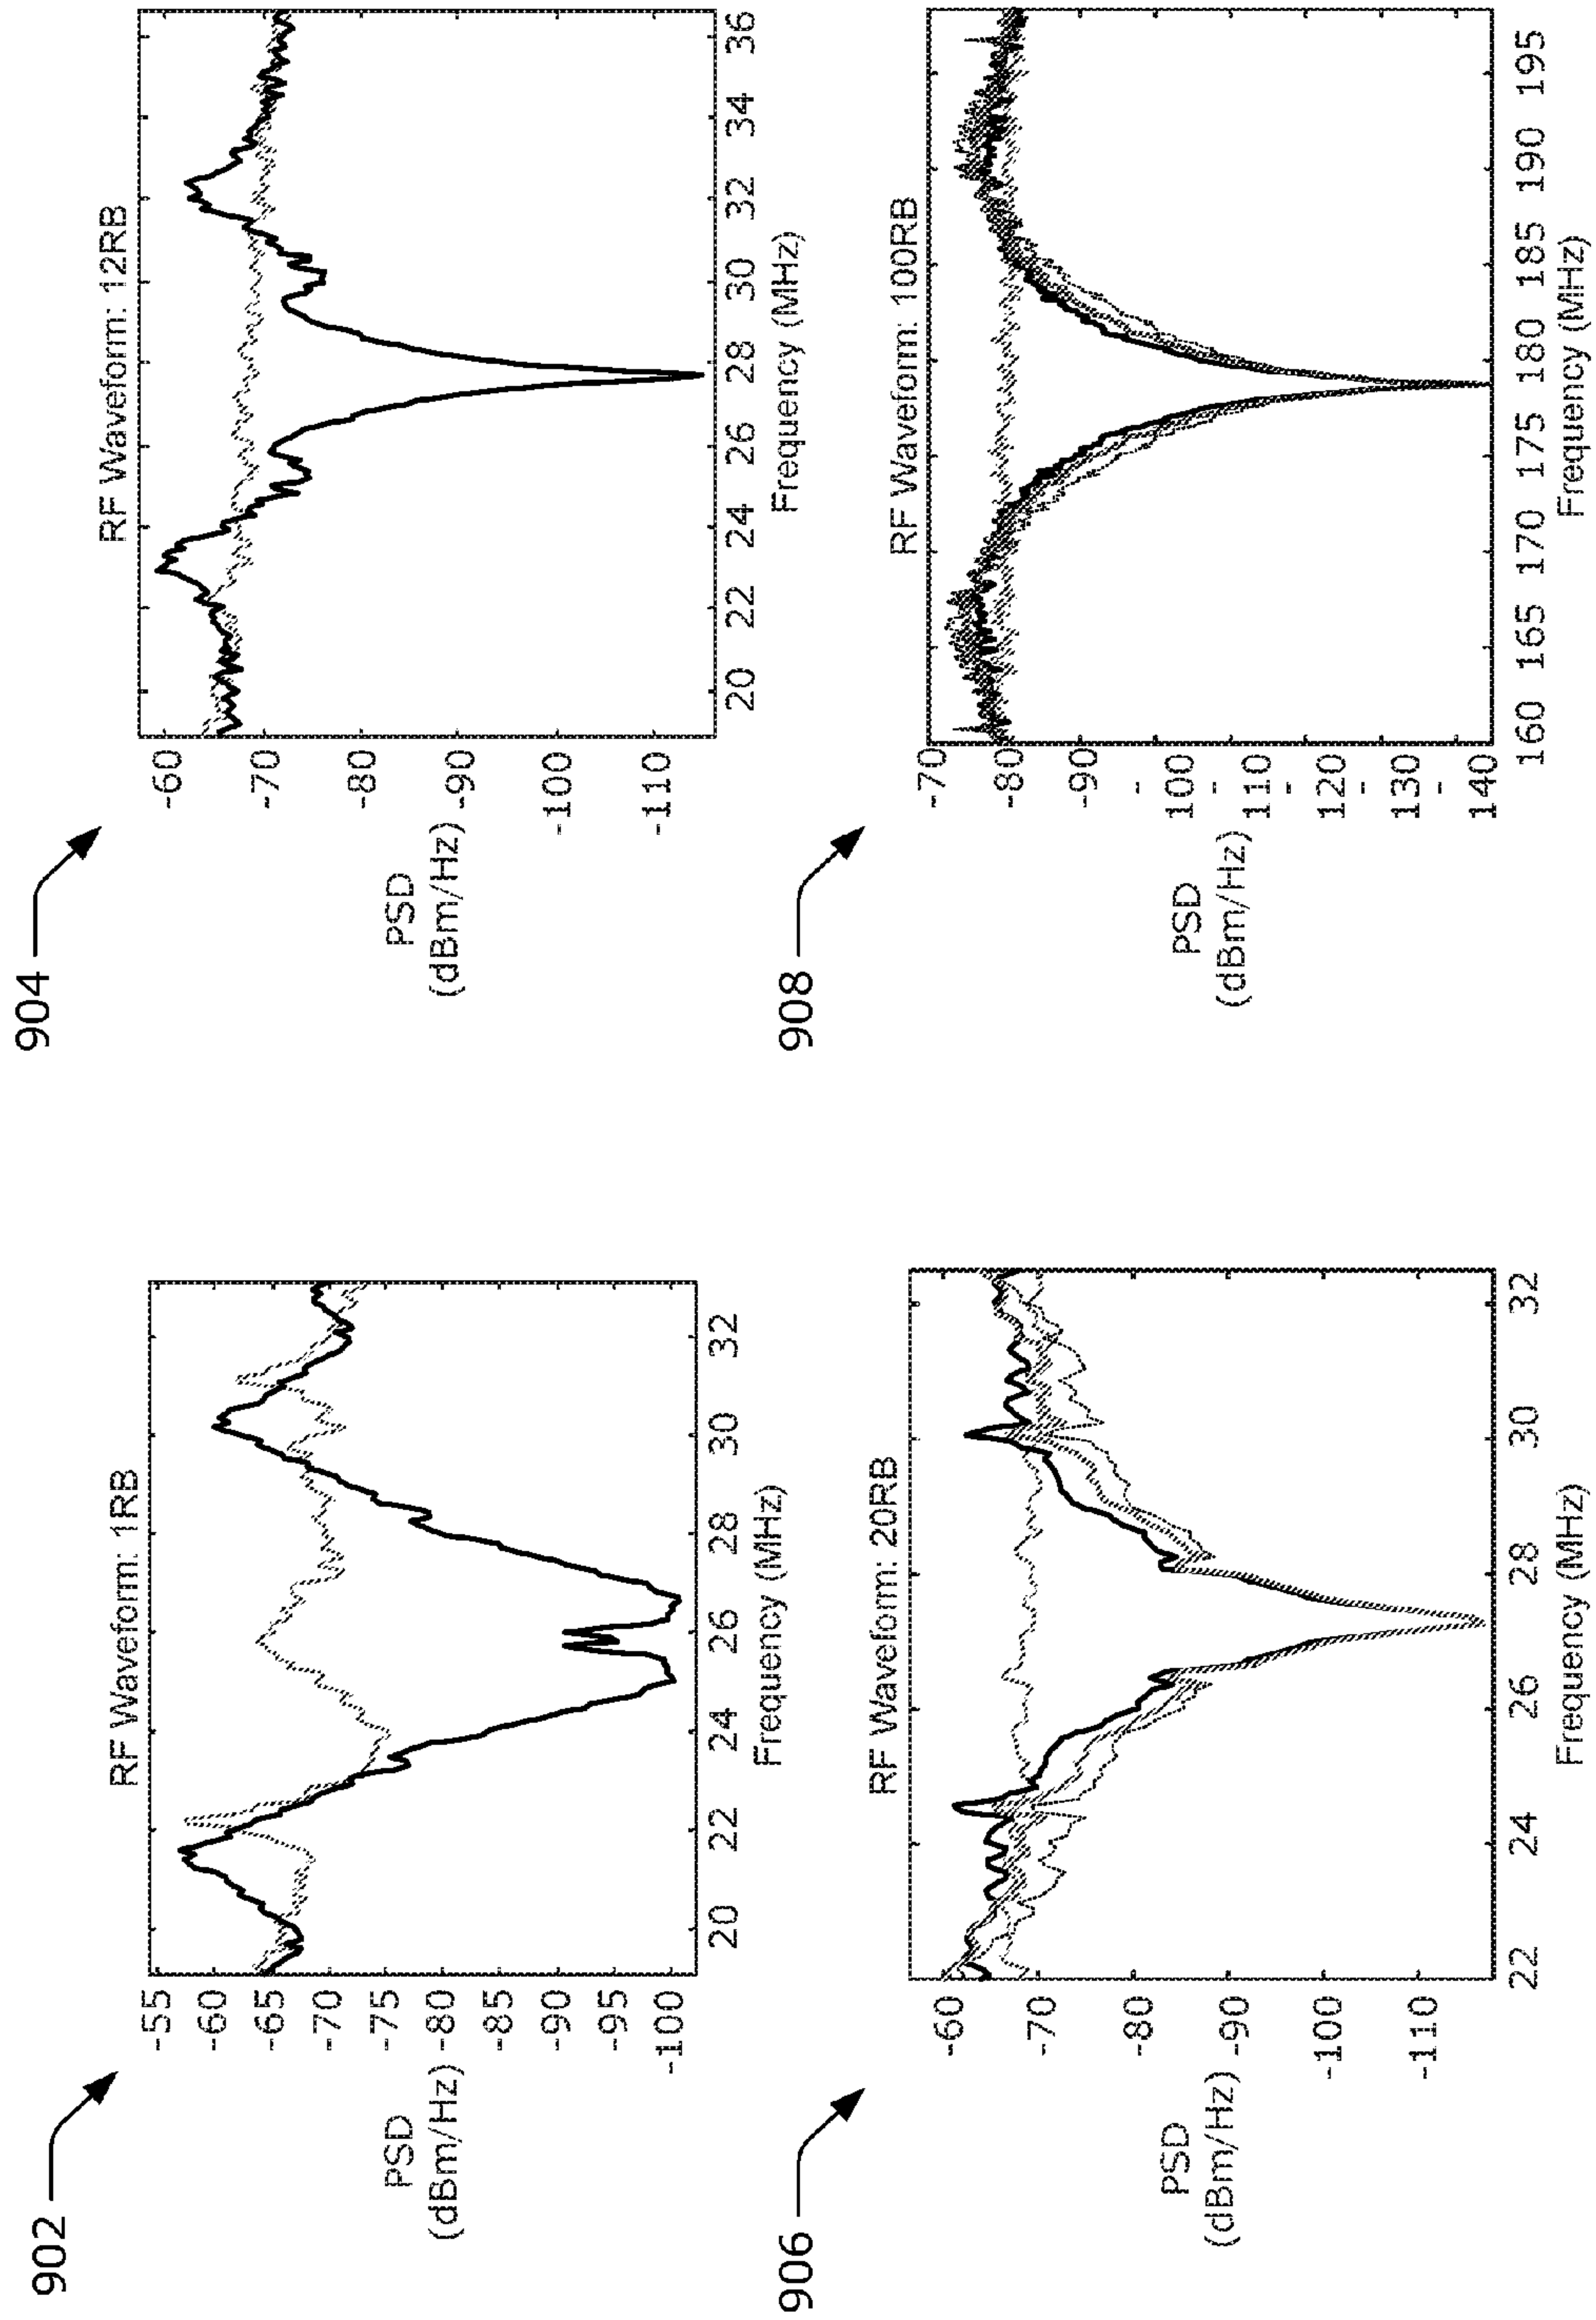 902
RF Waveform: 1RB
-55
-60
-65
-70
-75
-80
-85
-90
-95
-100
PSD
(dBm/Hz)
20 22 24 26 28 30 32
Frequency (MHz)
904
RF Waveform: 12RB
-60
-70
-80
-90
-100
-110
PSD
(dBm/Hz)
20 22 24 26 28 30 32 34 36
Frequency (MHz)
906
RF Waveform: 20RB
-60
-70
-80
-90
-100
-110
PSD
(dBm/Hz)
22 24 26 28 30 32
Frequency (MHz)
908
RF Waveform: 100RB
-70
-80
-90
-
100
-
110
-
120
-
130
-
140
PSD
(dBm/Hz)
160 165 170 175 180 185 190 195
Frequency (MHz)